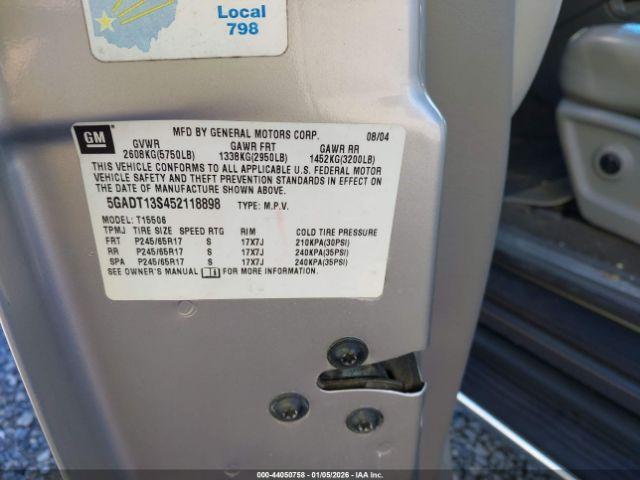 Local
798
GM
MFD BY GENERAL MOTORS CORP. 08/04
GVWR GAWR FRT GAWR RR
2608KG(5750LB) 1338KG(2950LB) 1452KG(3200LB)
THIS VEHICLE CONFORMS TO ALL APPLICABLE U.S. FEDERAL MOTOR
VEHICLE SAFETY AND THEFT PREVENTION STANDARDS IN EFFECT ON
THE DATE OF MANUFACTURE SHOWN ABOVE.
5GADT13S452118898 TYPE: M.P.V.
MODEL: T15506
TPMJ TIRE SIZE SPEED RTG RIM COLD TIRE PRESSURE
FRT P245/65R17 S 17X7J 210KPA(30PSI)
RR P245/65R17 S 17X7J 240KPA(35PSI)
SPA P245/65R17 S 17X7J 240KPA(35PSI)
SEE OWNER'S MANUAL FOR MORE INFORMATION.
000-44050758 - 01/05/2026 - IAA Inc.